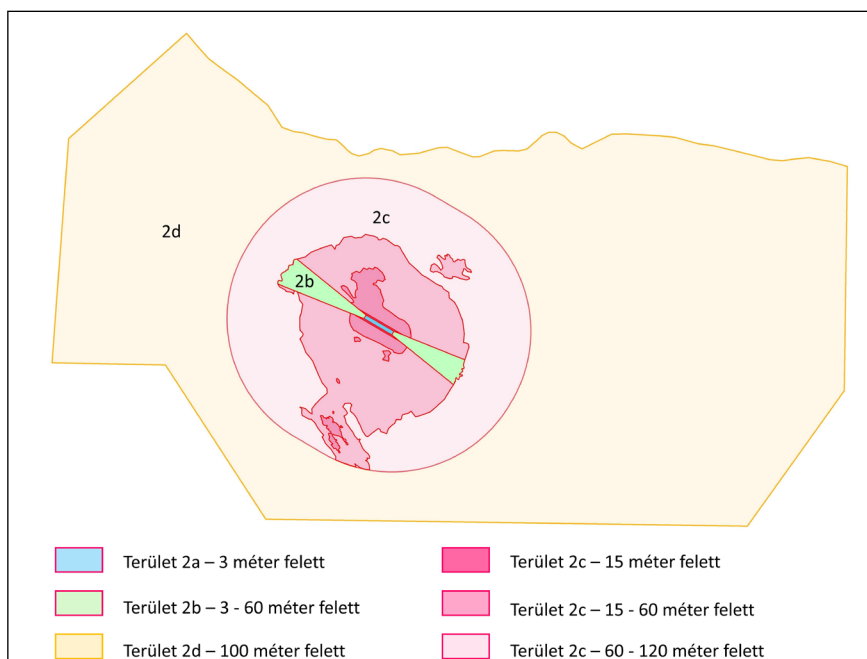 2c
2d
2b
Terület 2a – 3 méter felett
Terület 2c – 15 méter felett
Terület 2b – 3 - 60 méter felett
Terület 2c – 15 - 60 méter felett
Terület 2d – 100 méter felett
Terület 2c – 60 - 120 méter felett